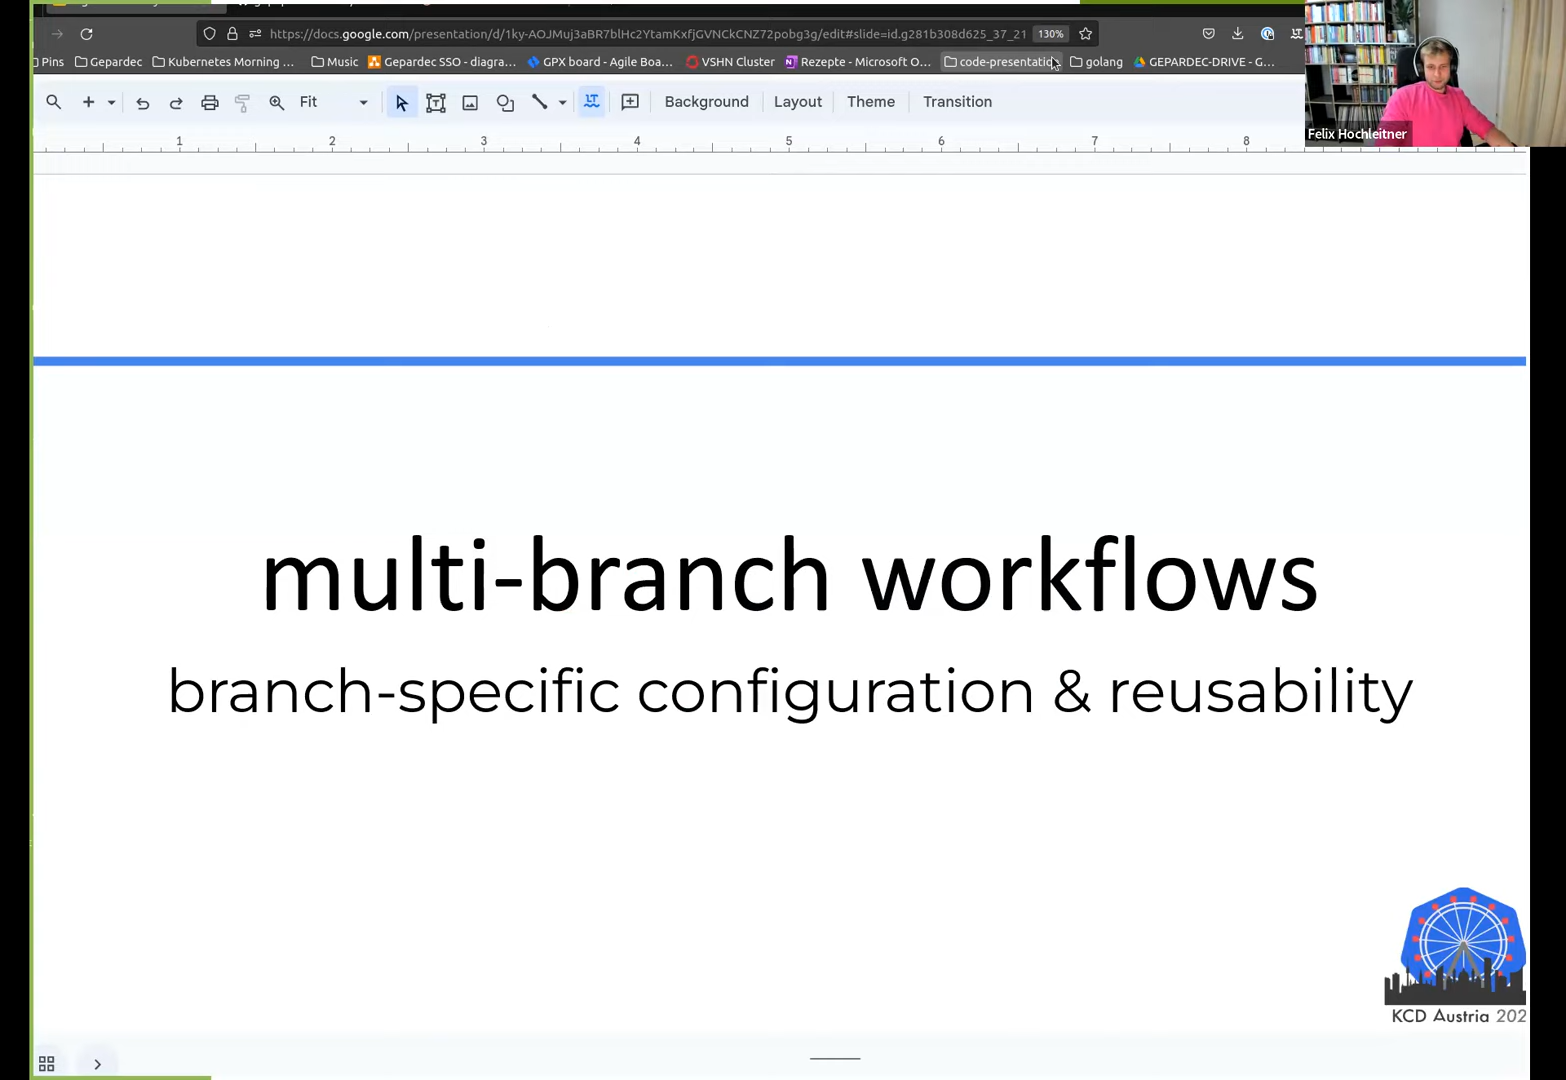 https://docs.google.com/presentation/d/1ky-AOJMuj3aBR7blHc2YtamKxfjGVNCkCNZ72pobg3g/edit#slide=id.g281b308d625_37_21
130%
Pins
Gepardec
Kubernetes Morning ...
Music
Gepardec SSO - diagra...
GPX board - Agile Boa...
VSHN Cluster
Rezepte - Microsoft O...
code-presentatio
golang
GEPARDEC-DRIVE - G...
Fit
Background
Layout
Theme
Transition
Felix Hochleitner
1 2 3 4 5 6 7 8
multi-branch workflows
branch-specific configuration & reusability
KCD Austria 202